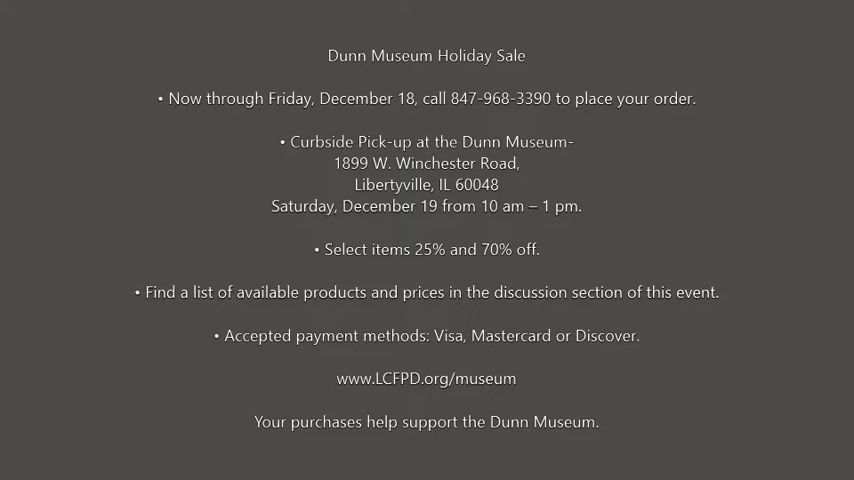 Dunn Museum Holiday Sale
• Now through Friday, December 18, call 847-968-3390 to place your order.
• Curbside Pick-up at the Dunn Museum-
1899 W. Winchester Road,
Libertyville, IL 60048
Saturday, December 19 from 10 am – 1 pm.
• Select items 25% and 70% off.
• Find a list of available products and prices in the discussion section of this event.
• Accepted payment methods: Visa, Mastercard or Discover.
www.LCFPD.org/museum
Your purchases help support the Dunn Museum.